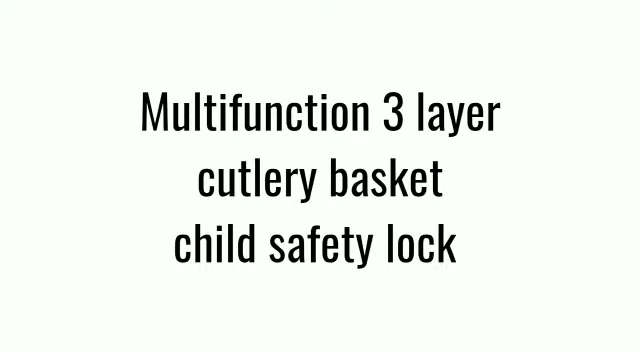 Multifunction 3 layer
cutlery basket
child safety lock